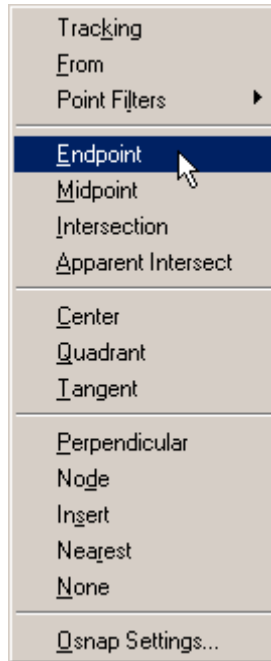 Tracking
From
Point Filters
Endpoint
Midpoint
Intersection
Apparent Intersect
Center
Quadrant
Tangent
Perpendicular
Node
Insert
Nearest
None
Osnap Settings...